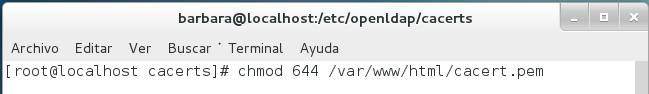 barbara@localhost:/etc/openldap/cacerts
Archivo Editar Ver Buscar Terminal Ayuda
[root@localhost cacerts]# chmod 644 /var/www/html/cacert.pem